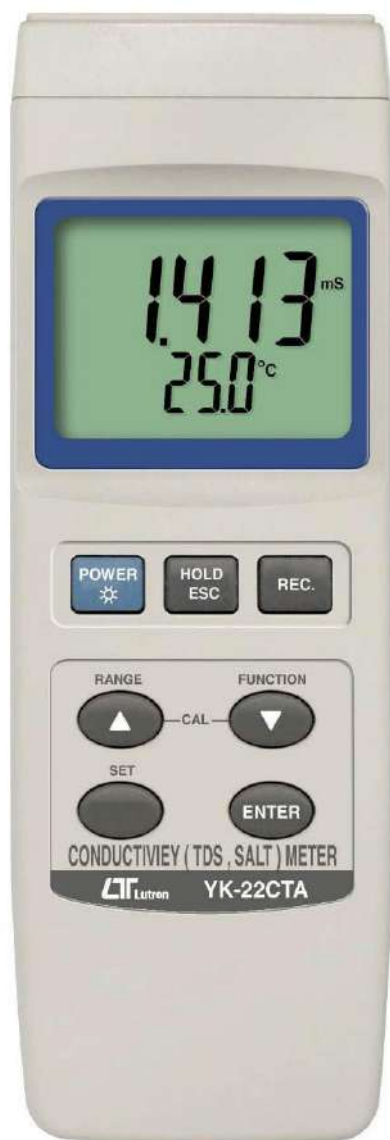 1.413 mS
25.0 °C
POWER HOLD ESC REC.
RANGE FUNCTION
▲ CAL ▼
SET
ENTER
CONDUCTIVIEY ( TDS , SALT ) METER
LT Lutron YK-22CTA